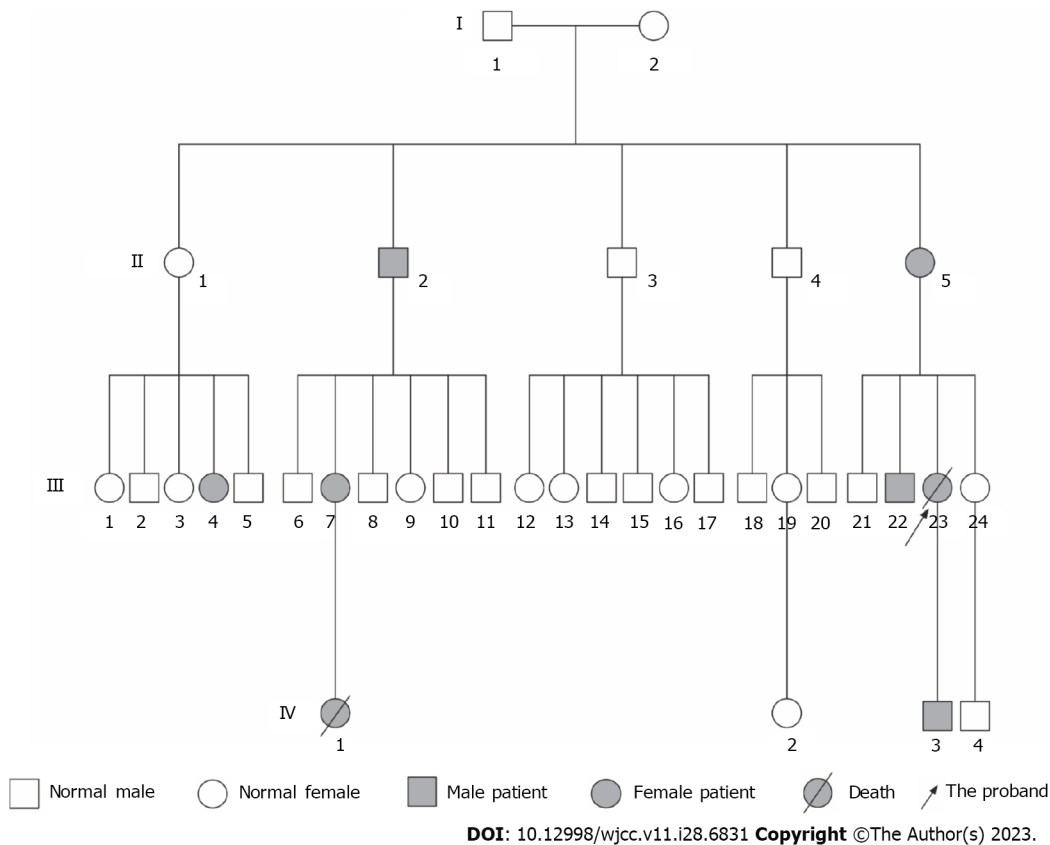 I
1 2
II 1 2 3 4 5
III
1 2 3 4 5 6 7 8 9 10 11 12 13 14 15 16 17 18 19 20 21 22 23 24
IV
1 2 3 4
Normal male Normal female Male patient Female patient Death The proband
DOI: 10.12998/wjcc.v11.i28.6831 Copyright ©The Author(s) 2023.